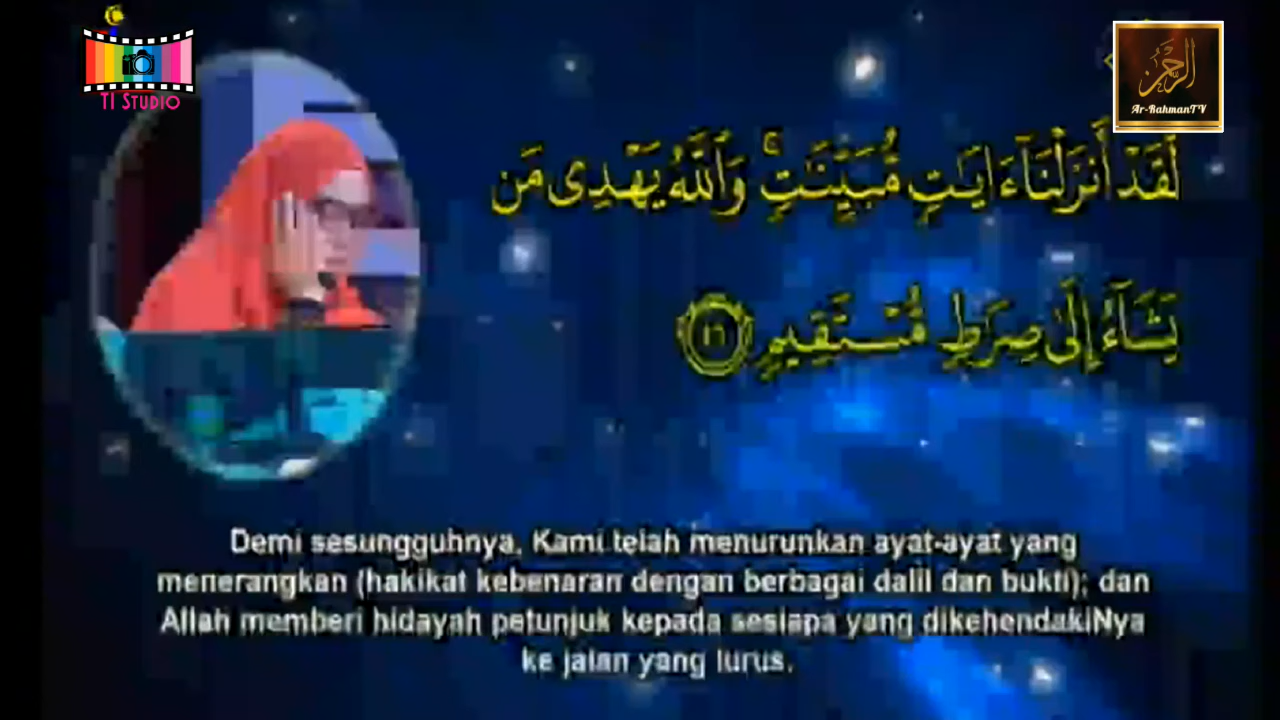 TI STUDIO
الرحمن
Ar-RahmanTV
لَّقَدْ أَنزَلْنَآ ءَايَـٰتٍ مُّبَيِّنَـٰتٍ ۚ وَٱللَّهُ يَهْدِى مَن
يَشَآءُ إِلَىٰ صِرَٰطٍ مُّسْتَقِيمٍ
Demi sesungguhnya, Kami telah menurunkan ayat-ayat yang
menerangkan (hakikat kebenaran dengan berbagai dalil dan bukti); dan
Allah memberi hidayah petunjuk kepada sesiapa yang dikehendakiNya
ke jalan yang lurus.